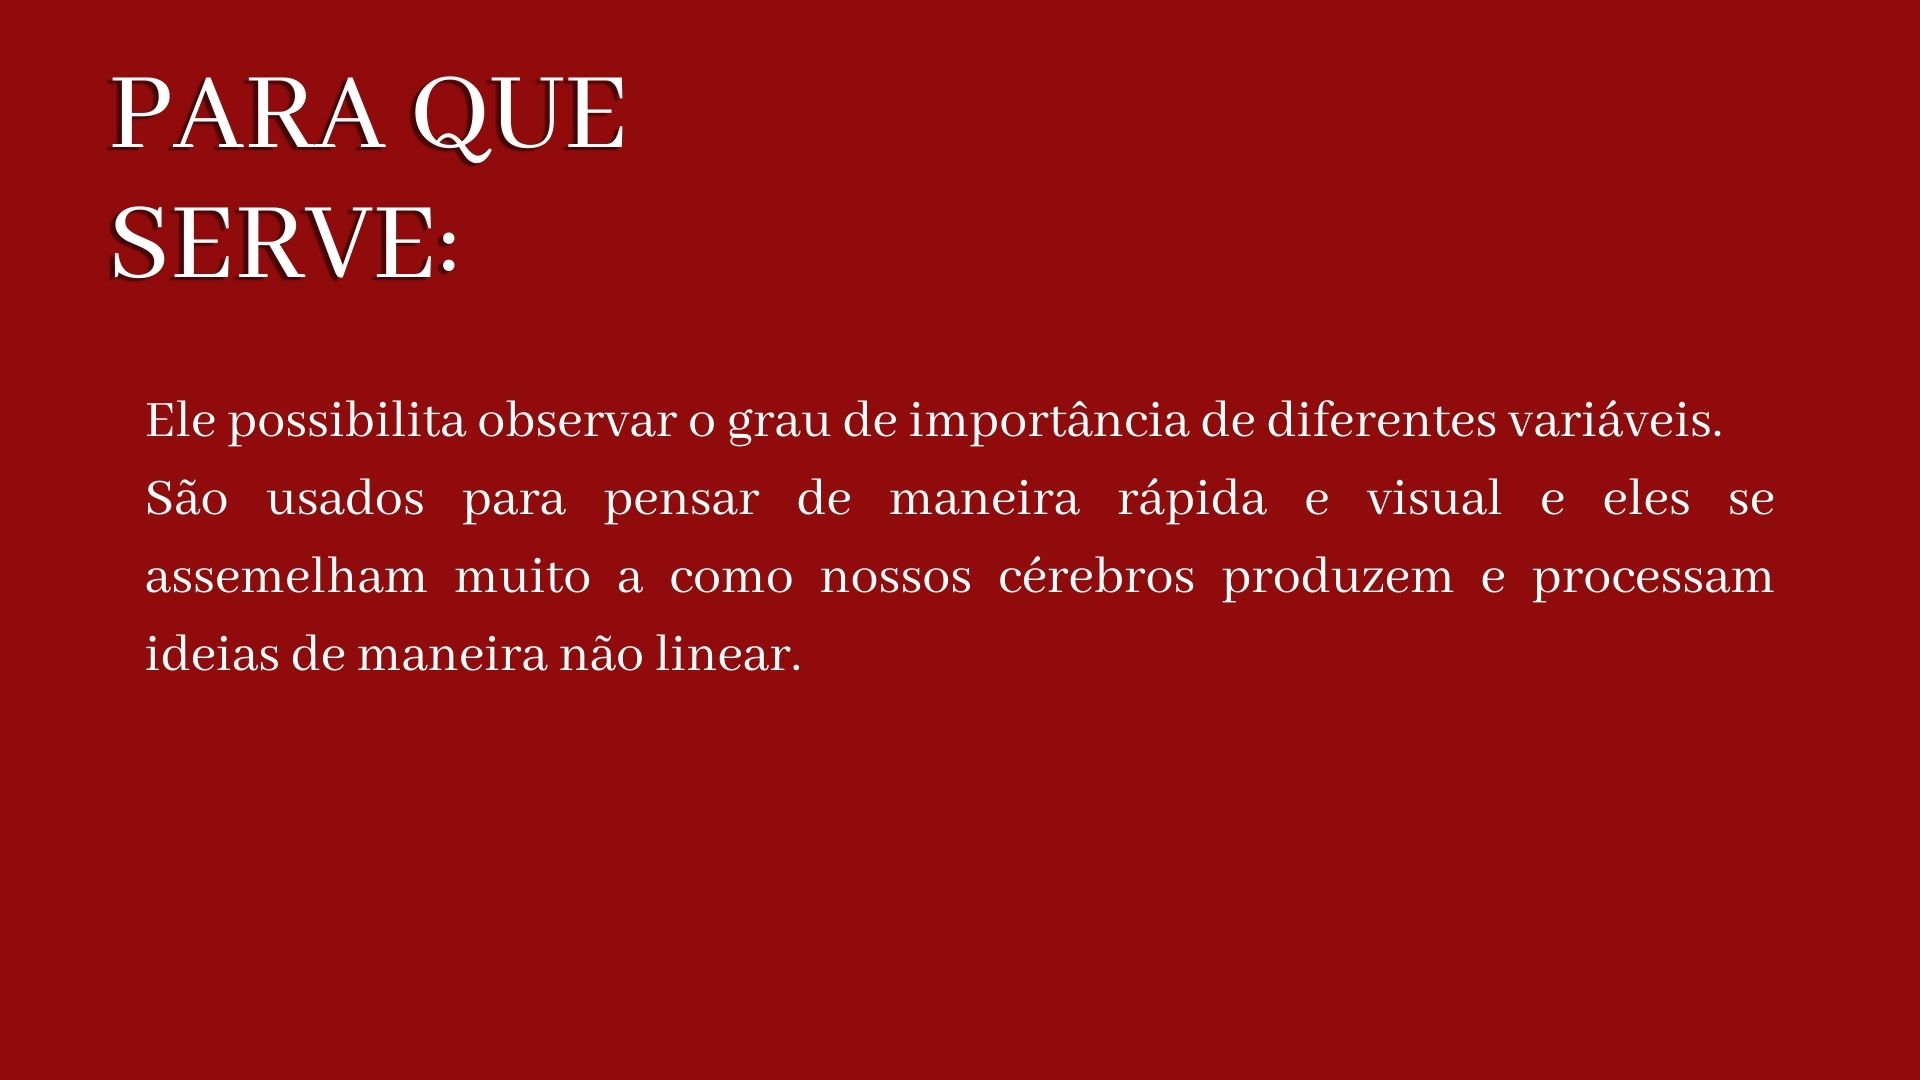 PARA QUE
SERVE:
Ele possibilita observar o grau de importância de diferentes variáveis.
São usados para pensar de maneira rápida e visual e eles se
assemelham muito a como nossos cérebros produzem e processam
ideias de maneira não linear.